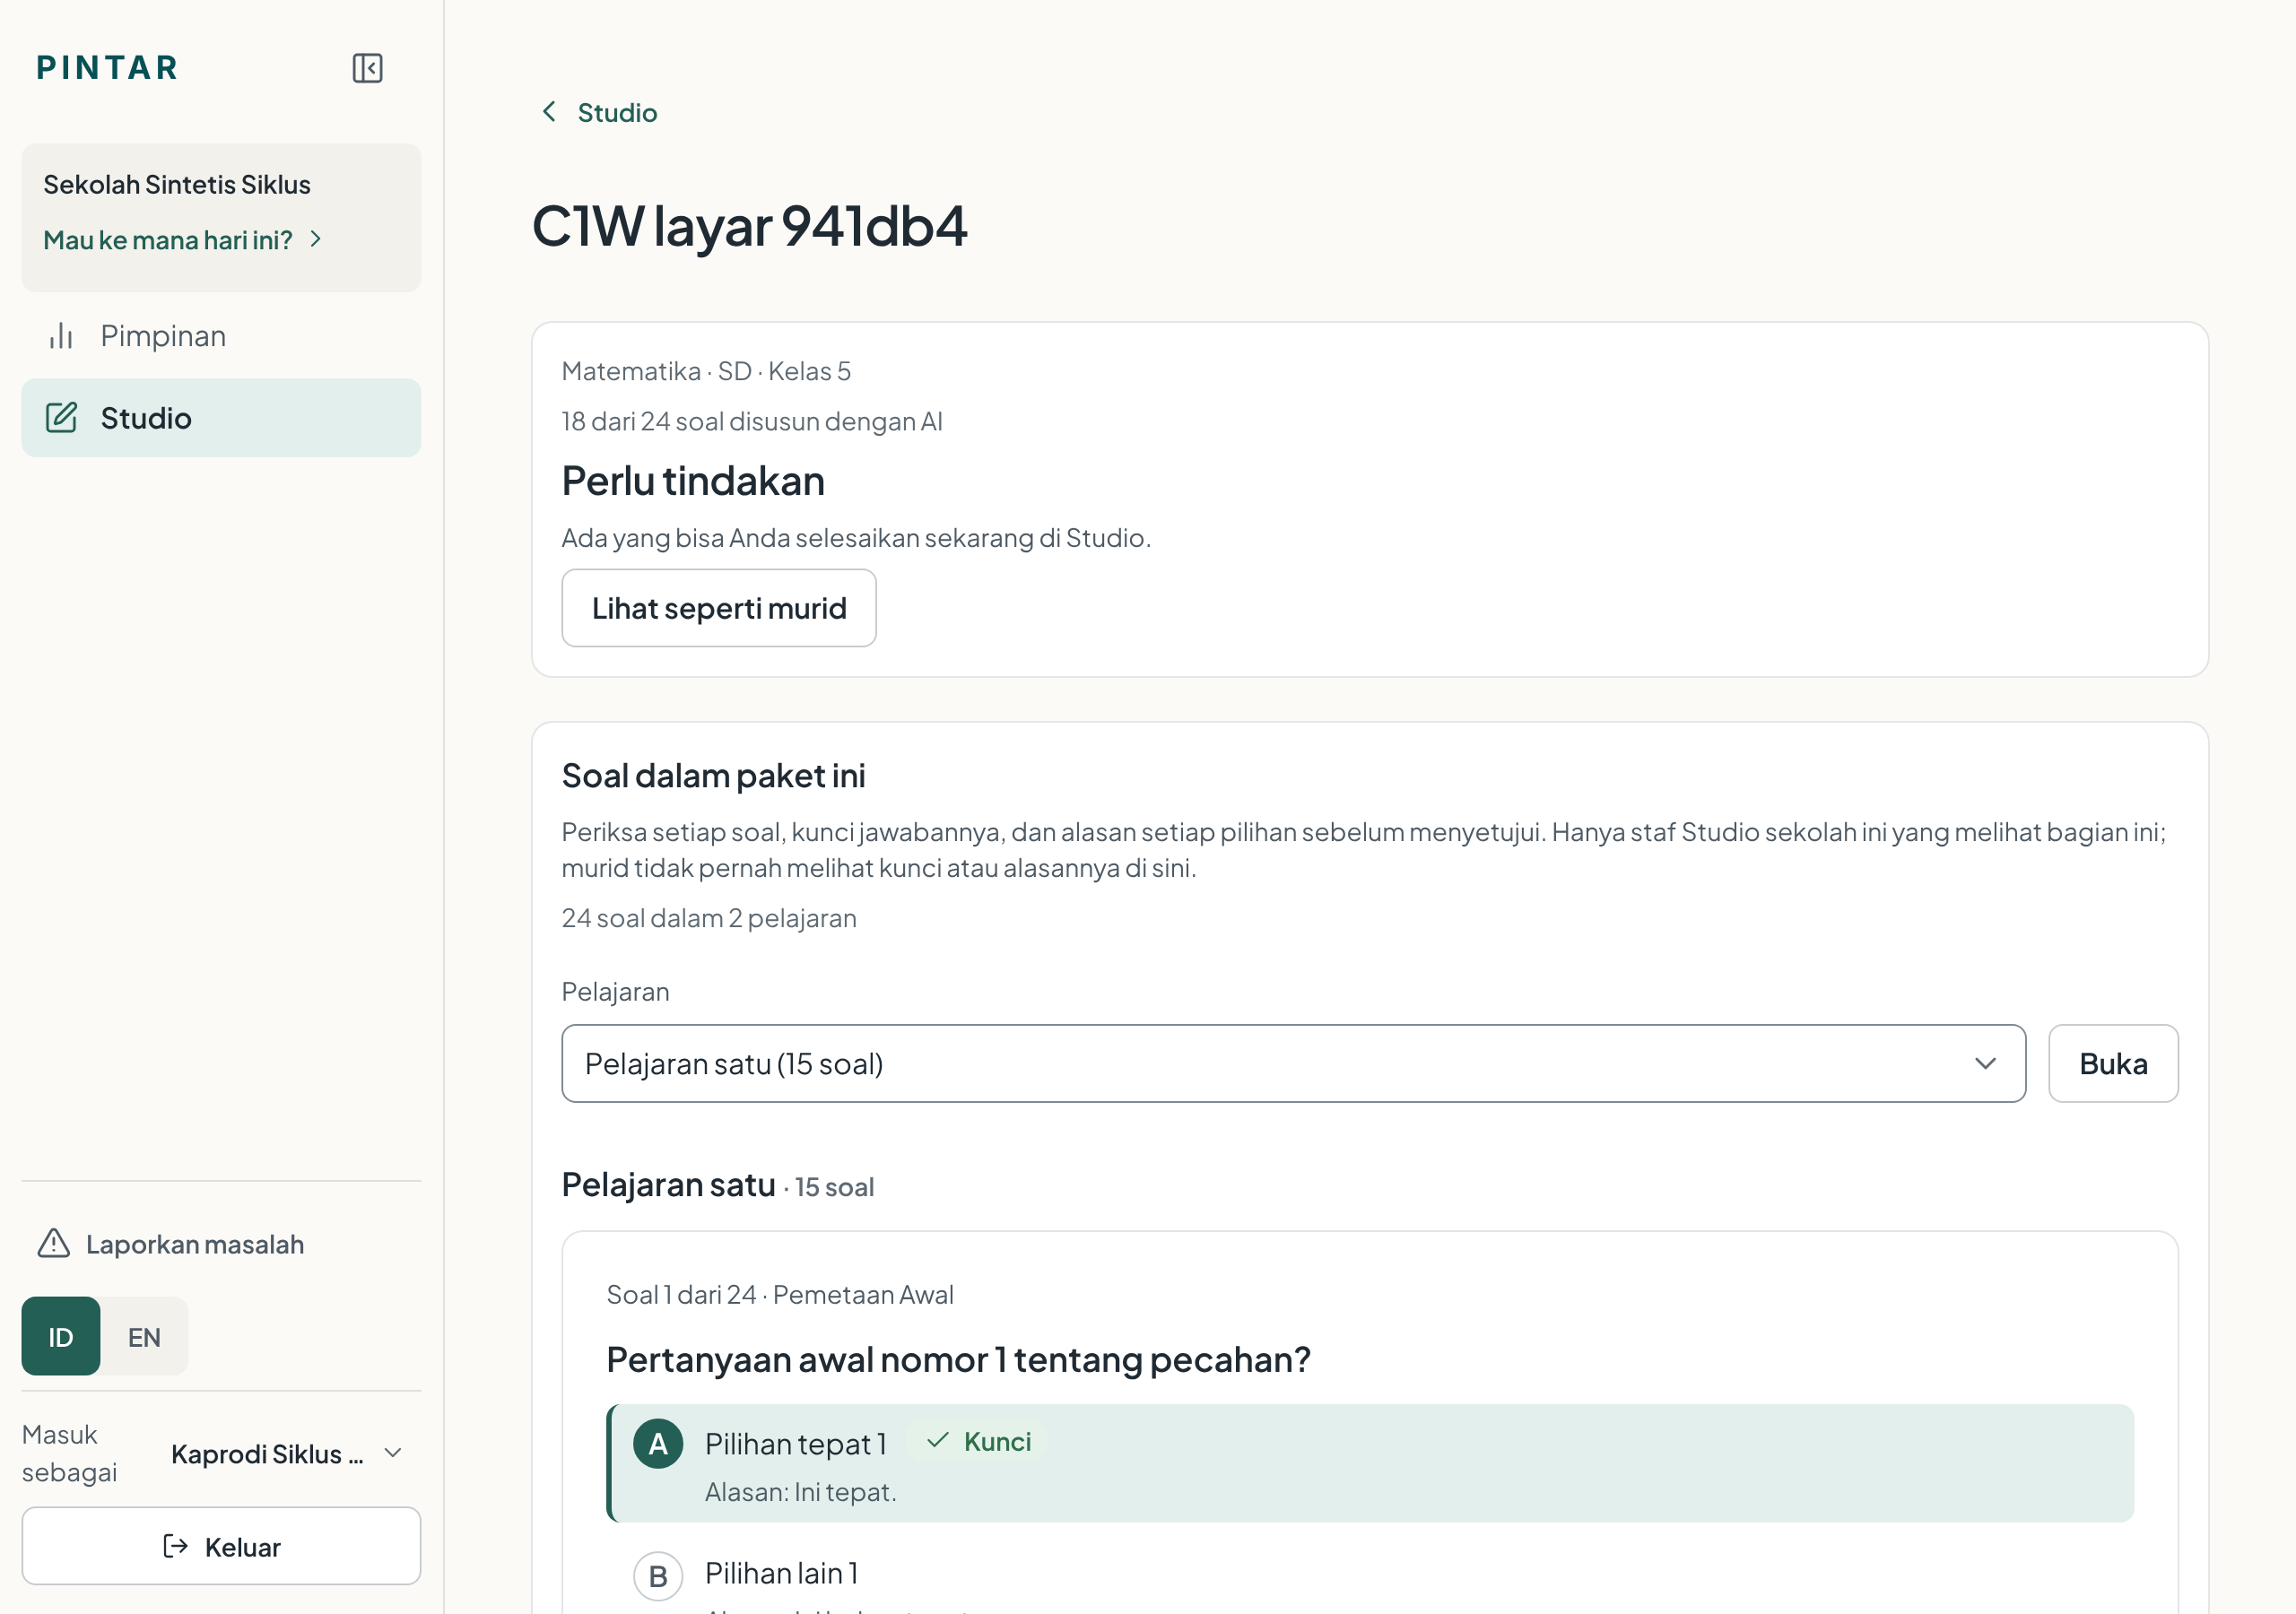 PINTAR
Sekolah Sintetis Siklus
Mau ke mana hari ini?
Pimpinan
Studio
Laporkan masalah
ID EN
Masuk sebagai
Kaprodi Siklus ...
Keluar
Studio
C1W layar 941db4
Matematika · SD · Kelas 5
18 dari 24 soal disusun dengan AI
Perlu tindakan
Ada yang bisa Anda selesaikan sekarang di Studio.
Lihat seperti murid
Soal dalam paket ini
Periksa setiap soal, kunci jawabannya, dan alasan setiap pilihan sebelum menyetujui. Hanya staf Studio sekolah ini yang melihat bagian ini;
murid tidak pernah melihat kunci atau alasannya di sini.
24 soal dalam 2 pelajaran
Pelajaran
Pelajaran satu (15 soal)
Buka
Pelajaran satu · 15 soal
Soal 1 dari 24 · Pemetaan Awal
Pertanyaan awal nomor 1 tentang pecahan?
A Pilihan tepat 1 Kunci
Alasan: Ini tepat.
B Pilihan lain 1